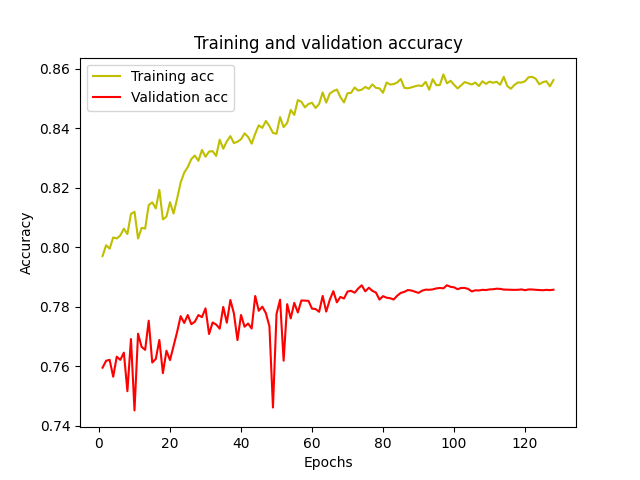 Training and validation accuracy
Training acc
Validation acc
0.86
0.84
0.82
0.80
0.78
0.76
0.74
Accuracy
0 20 40 60 80 100 120
Epochs